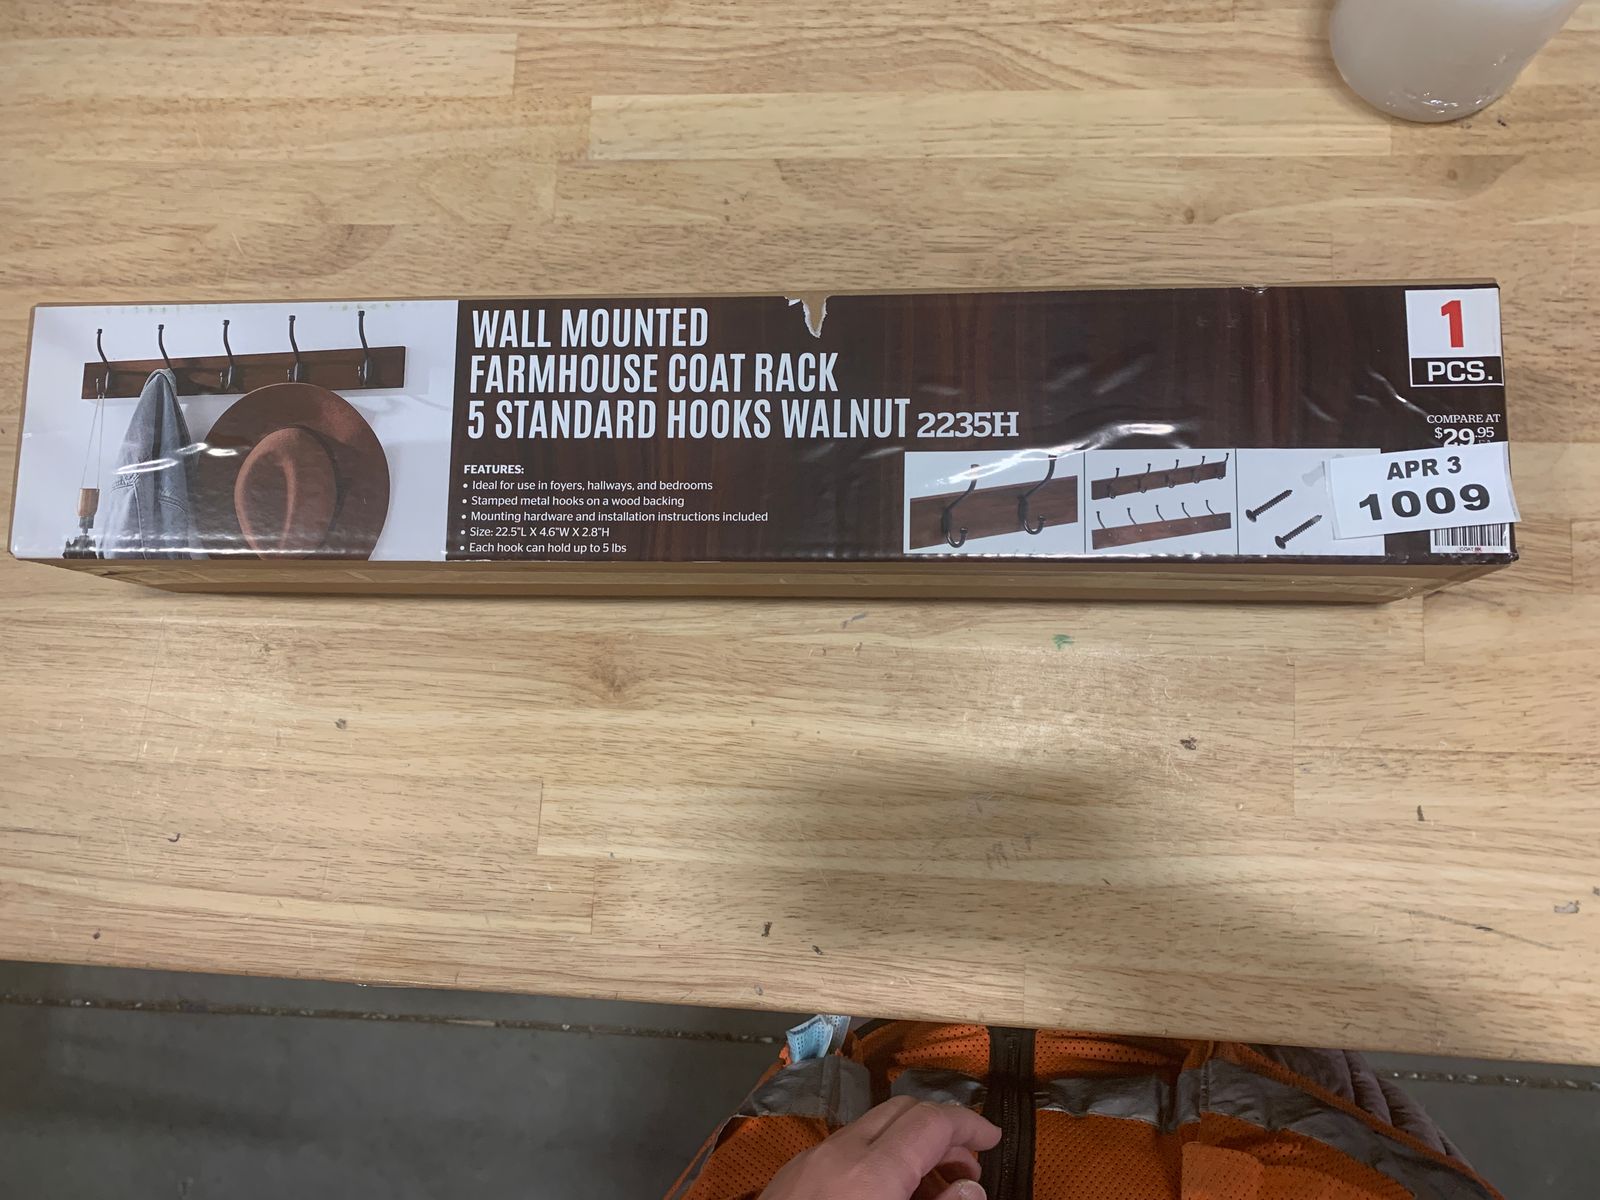 WALL MOUNTED
FARMHOUSE COAT RACK
5 STANDARD HOOKS WALNUT 2235H
FEATURES:
• Ideal for use in foyers, hallways, and bedrooms
• Stamped metal hooks on a wood backing
• Mounting hardware and installation instructions included
• Size: 22.5"L X 4.6"W X 2.8"H
• Each hook can hold up to 5 lbs
1
PCS.
COMPARE AT
$29.95
APR 3
1009